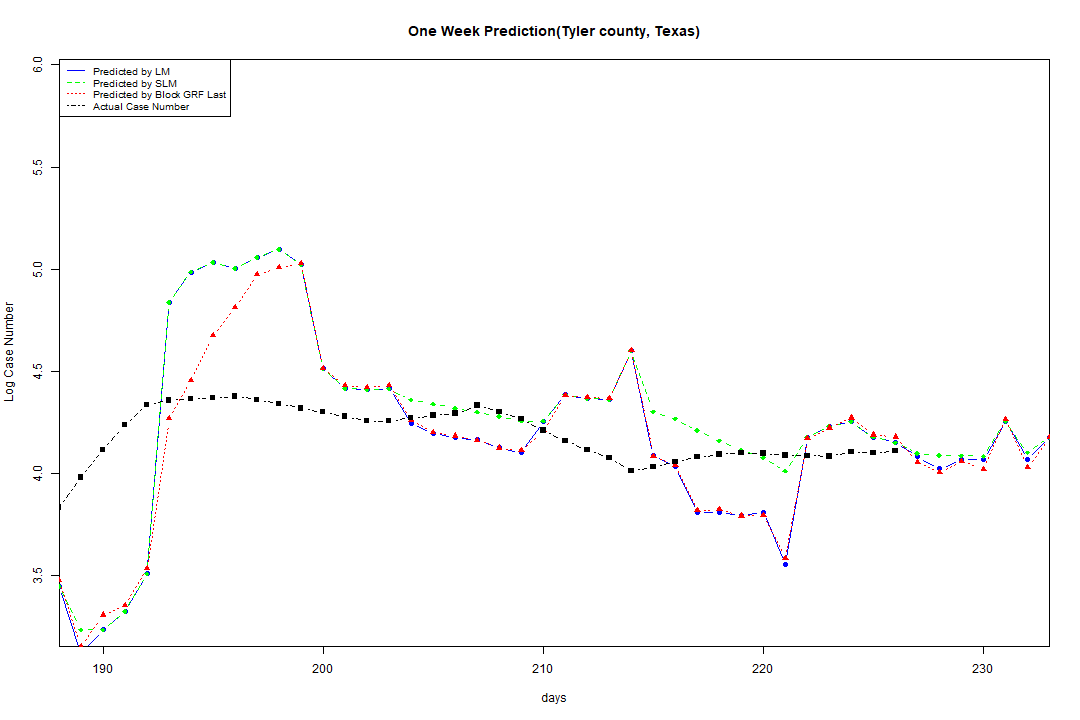 One Week Prediction(Tyler county, Texas)
Predicted by LM
Predicted by SLM
Predicted by Block GRF Last
Actual Case Number
6.0
5.5
5.0
4.5
4.0
3.5
Log Case Number
190 200 210 220 230
days